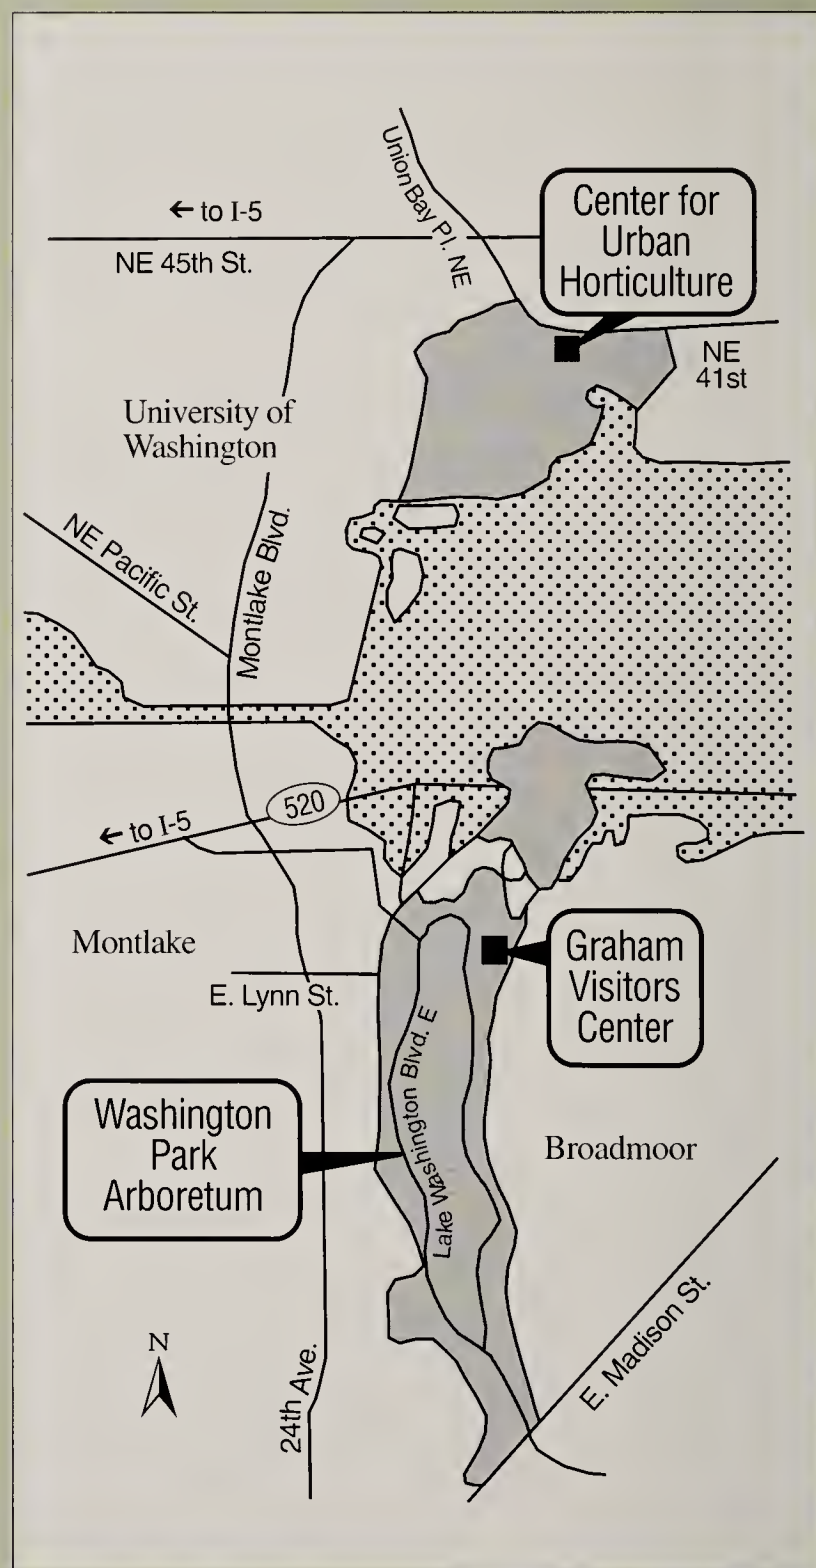 Union Bay Pl. NE
← to I-5
NE 45th St.
Center for
Urban
Horticulture
NE
41st
University of
Washington
NE Pacific St.
Montlake Blvd.
520
← to I-5
Montlake
E. Lynn St.
Graham
Visitors
Center
Lake Washington Blvd. E
Washington
Park
Arboretum
Broadmoor
E. Madison St.
N
24th Ave.